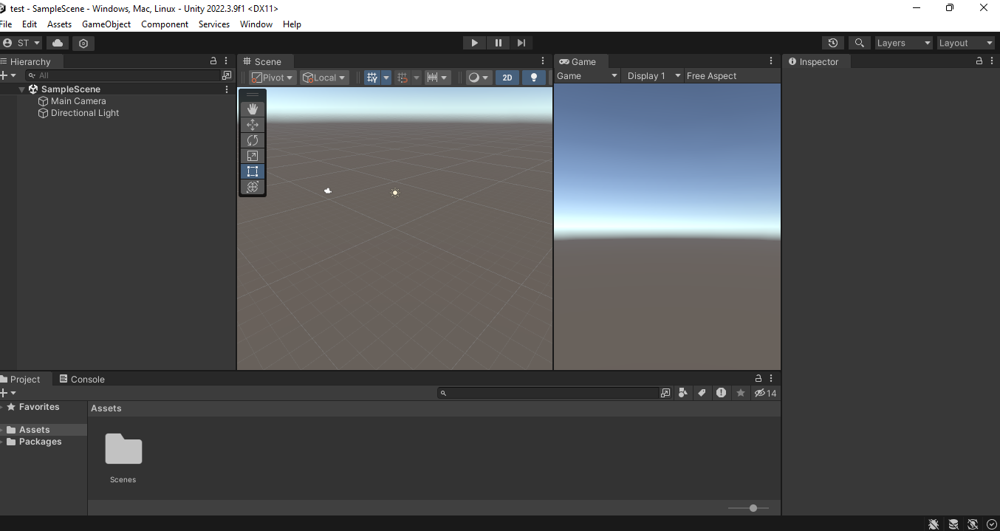 test - SampleScene - Windows, Mac, Linux - Unity 2022.3.9f1 <DX11>
File Edit Assets GameObject Component Services Window Help
ST Layers Layout
Hierarchy
All
SampleScene
Main Camera
Directional Light
Scene
Pivot Local 2D
Game
Game Display 1 Free Aspect
Inspector
Project Console
14
Favorites
Assets
Packages
Assets
Scenes